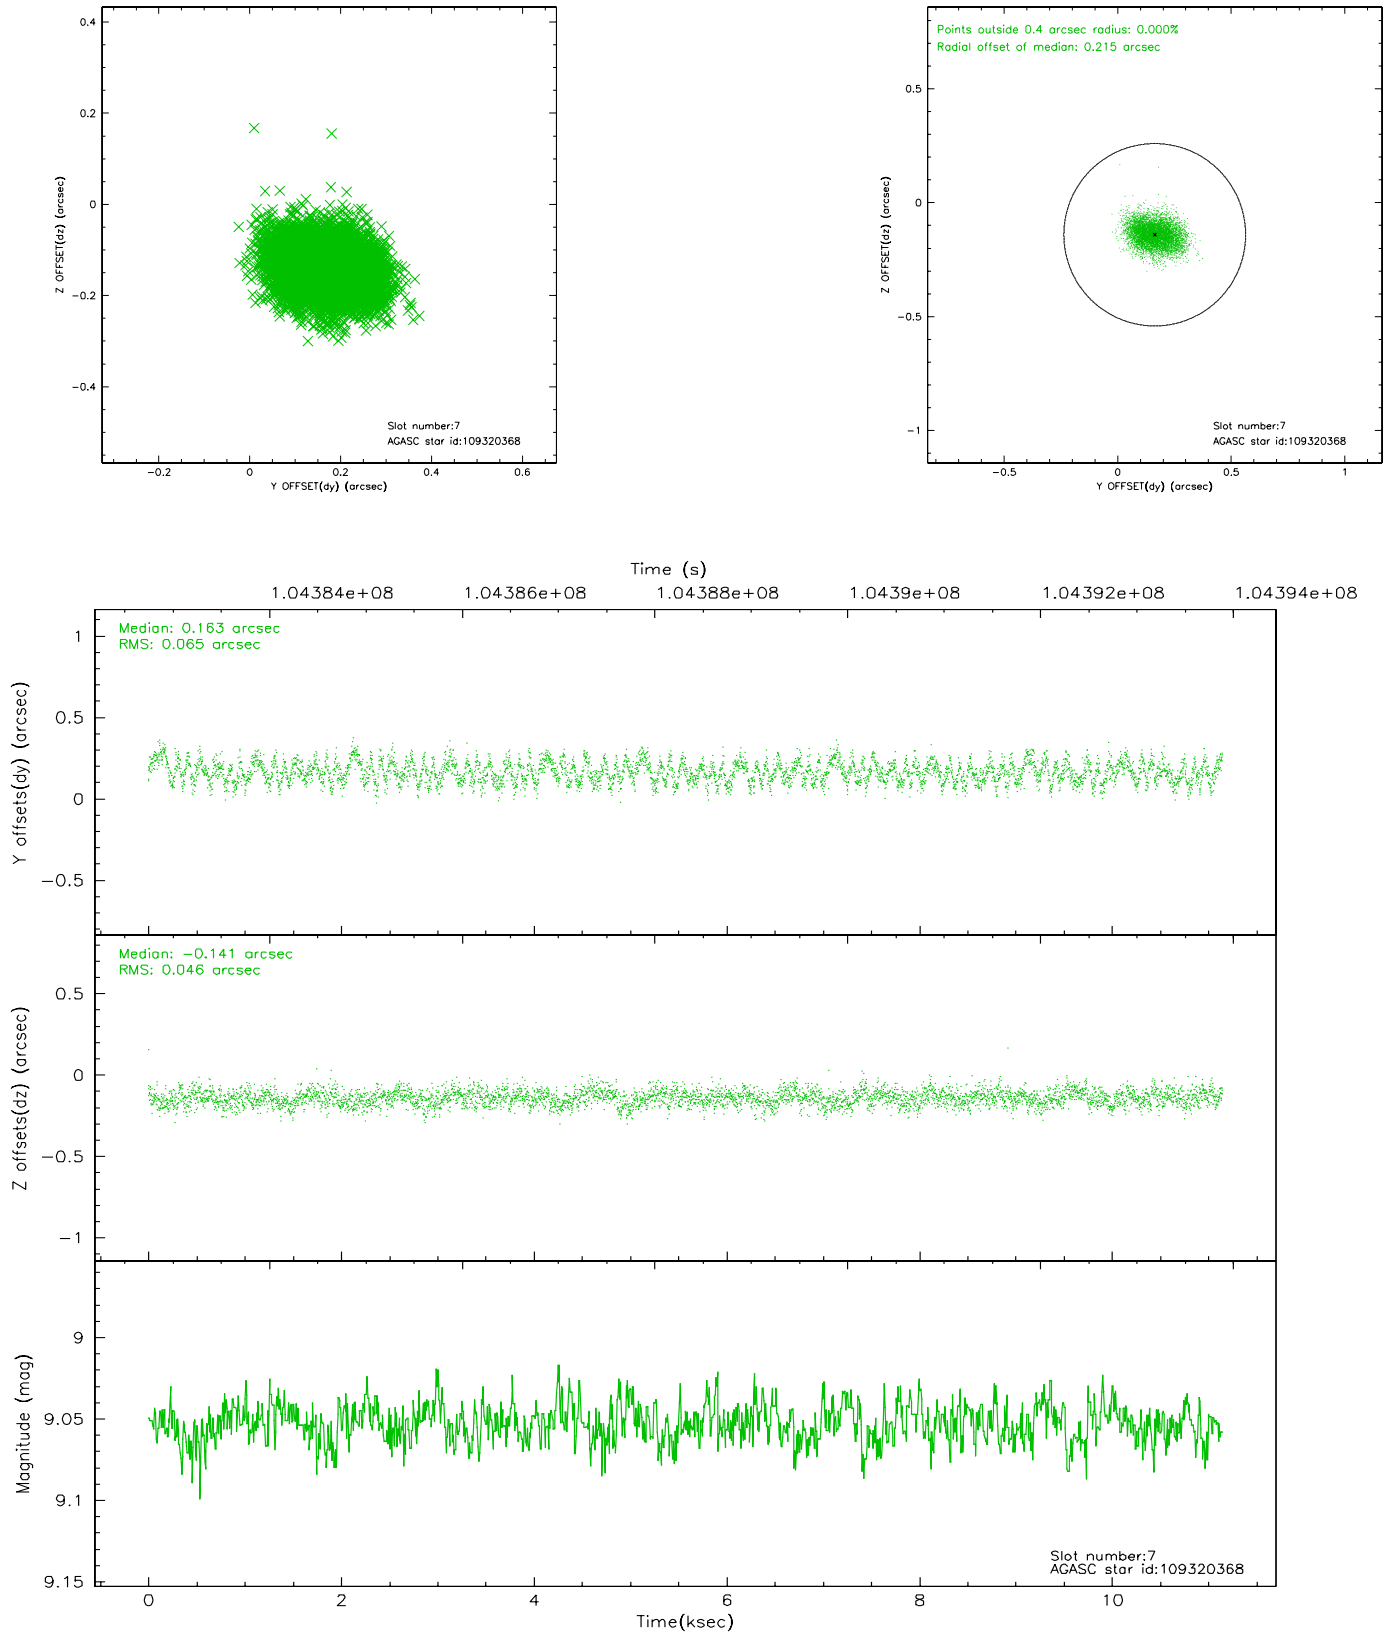 0.4
0.2
0
−0.2
−0.4
Z OFFSET(dz) (arcsec)
−0.2
0
0.2
0.4
0.6
Y OFFSET(dy) (arcsec)
Slot number:7
AGASC star id:109320368
Points outside 0.4 arcsec radius: 0.000%
Radial offset of median: 0.215 arcsec
0.5
0
−0.5
−1
Z OFFSET(dz) (arcsec)
−0.5
0
0.5
1
Y OFFSET(dy) (arcsec)
Slot number:7
AGASC star id:109320368
Time (s)
1.04384e+08
1.04386e+08
1.04388e+08
1.0439e+08
1.04392e+08
1.04394e+08
Median: 0.163 arcsec
RMS: 0.065 arcsec
1
0.5
0
−0.5
Y offsets(dy) (arcsec)
Median: −0.141 arcsec
RMS: 0.046 arcsec
0.5
0
−0.5
−1
Z offsets(dz) (arcsec)
9
9.05
9.1
9.15
Magnitude (mag)
Slot number:7
AGASC star id:109320368
0
2
4
6
8
10
Time(ksec)